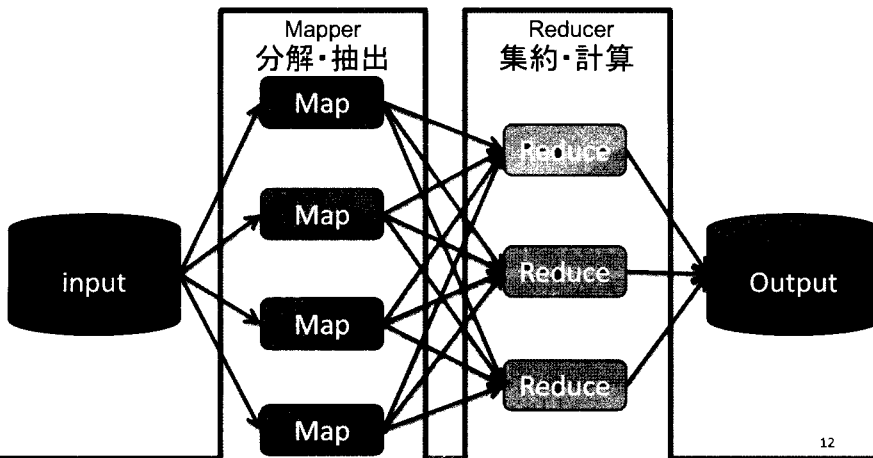 Mapper
分解・抽出
Reducer
集約・計算
input
Map
Map
Map
Map
Reduce
Reduce
Reduce
Output
12